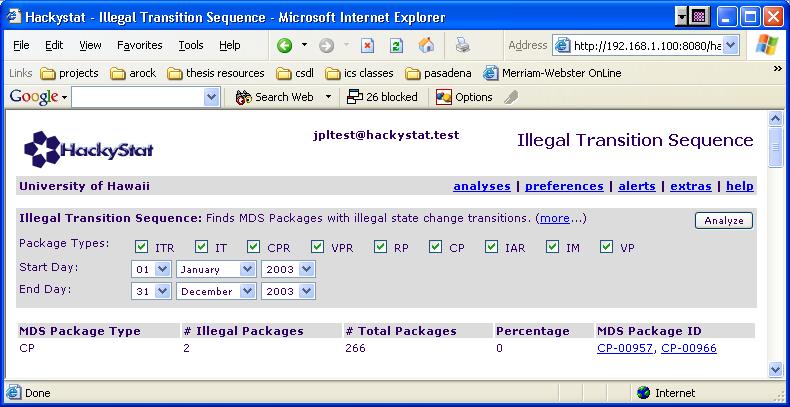 Hackystat - Illegal Transition Sequence - Microsoft Internet Explorer
File Edit View Favorites Tools Help Address http://192.168.1.100:8080/ha
Links projects arock thesis resources csdl ics classes pasadena Merriam-Webster OnLine
Google Search Web 26 blocked Options
HackyStat jpltest@hackystat.test Illegal Transition Sequence
University of Hawaii analyses | preferences | alerts | extras | help
Illegal Transition Sequence: Finds MDS Packages with illegal state change transitions. (more...) Analyze
Package Types: ITR IT CPR VPR RP CP IAR IM VP
Start Day: 01 January 2003
End Day: 31 December 2003
MDS Package Type # Illegal Packages # Total Packages Percentage MDS Package ID
CP 2 266 0 CP-00957, CP-00966
Done Internet